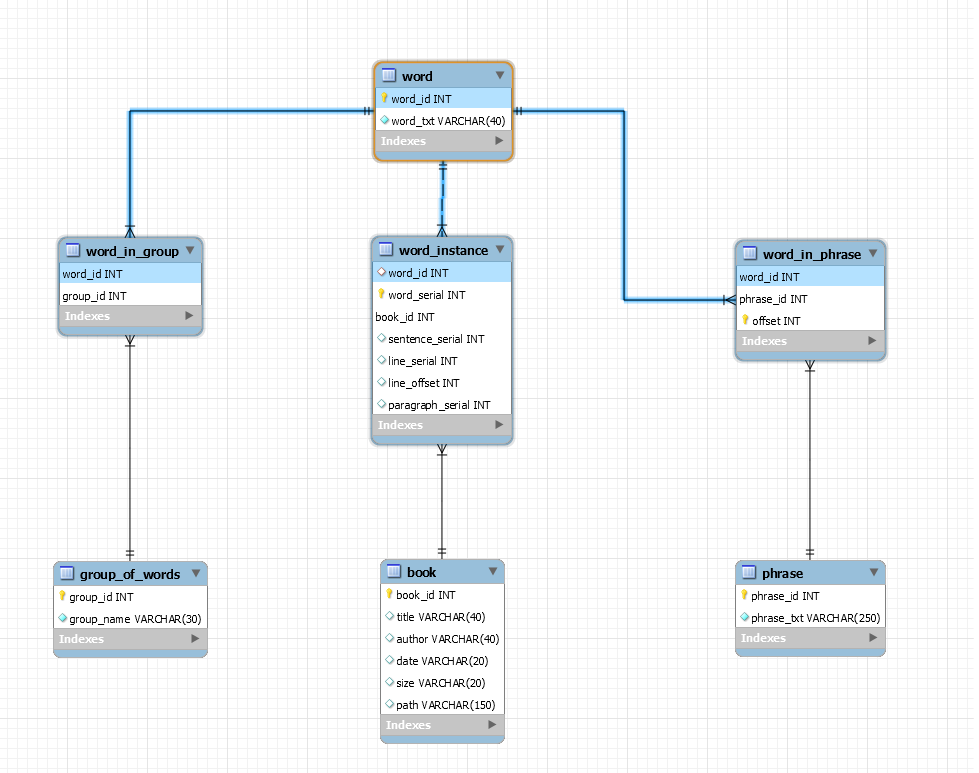 word
word_id INT
word_txt VARCHAR(40)
Indexes
word_in_group
word_id INT
group_id INT
Indexes
word_instance
word_id INT
word_serial INT
book_id INT
sentence_serial INT
line_serial INT
line_offset INT
paragraph_serial INT
Indexes
word_in_phrase
word_id INT
phrase_id INT
offset INT
Indexes
group_of_words
group_id INT
group_name VARCHAR(30)
Indexes
book
book_id INT
title VARCHAR(40)
author VARCHAR(40)
date VARCHAR(20)
size VARCHAR(20)
path VARCHAR(150)
Indexes
phrase
phrase_id INT
phrase_txt VARCHAR(250)
Indexes